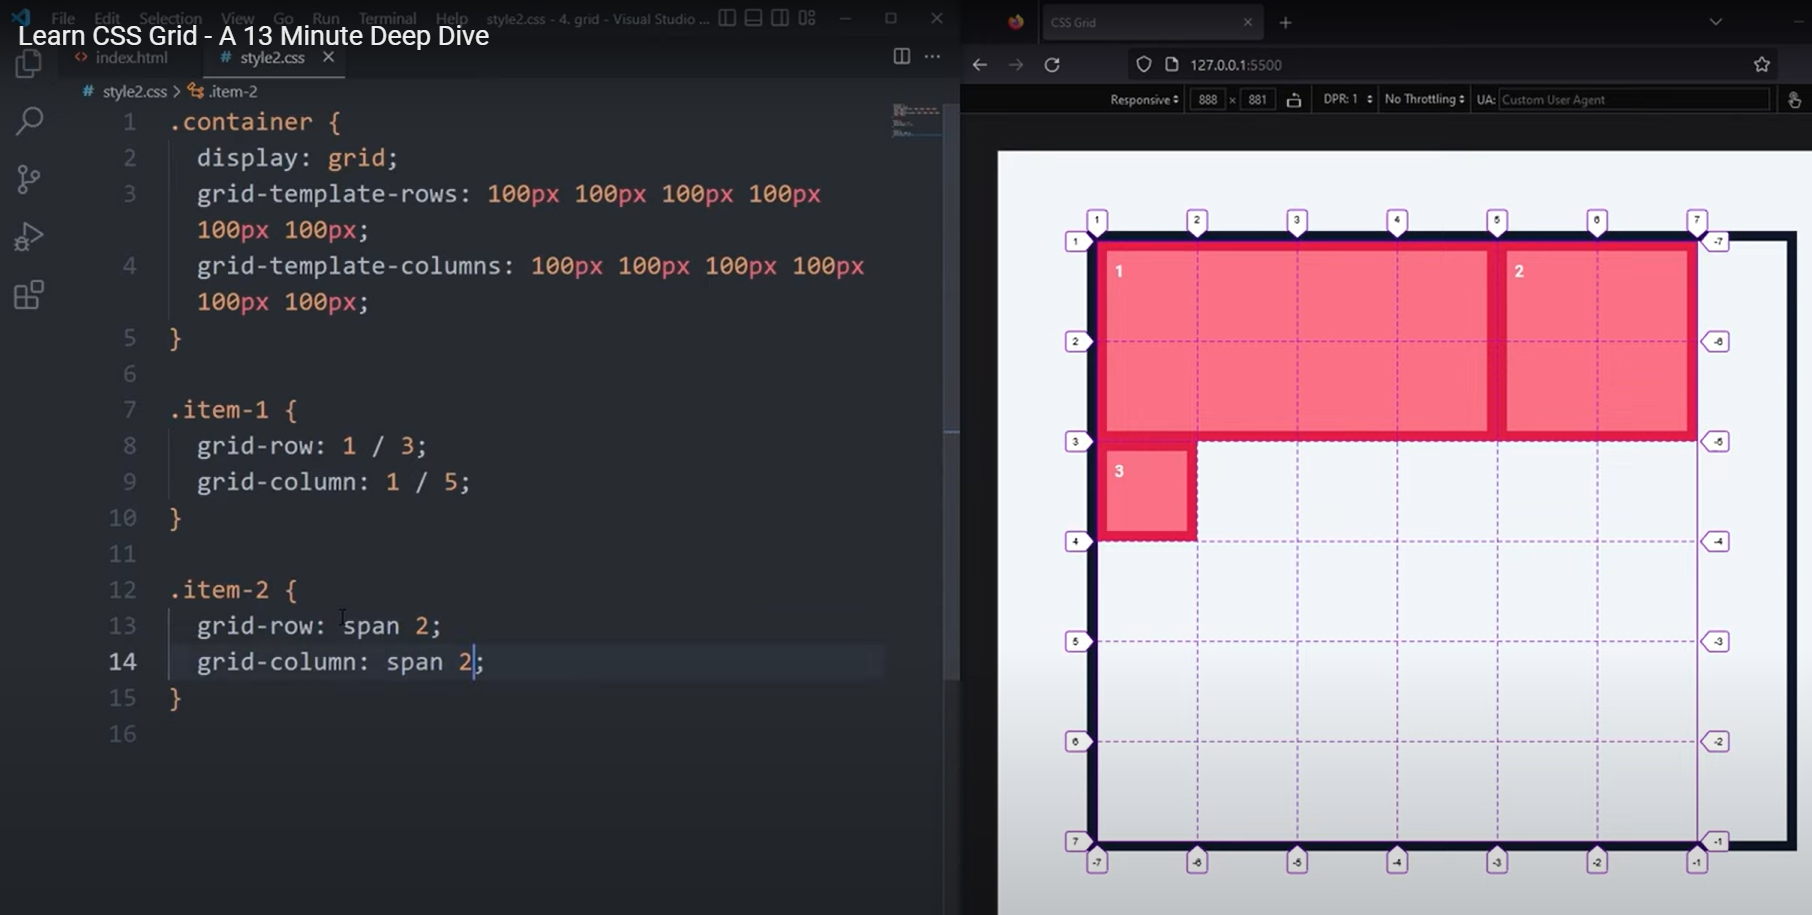 File Edit Selection View Go Run Terminal Help style2.css - 4. grid - Visual Studio ...
Learn CSS Grid - A 13 Minute Deep Dive
<> index.html # style2.css
# style2.css > .item-2
1 .container {
2 display: grid;
3 grid-template-rows: 100px 100px 100px 100px
100px 100px;
4 grid-template-columns: 100px 100px 100px 100px
100px 100px;
5 }
6
7 .item-1 {
8 grid-row: 1 / 3;
9 grid-column: 1 / 5;
10 }
11
12 .item-2 {
13 grid-row: span 2;
14 grid-column: span 2;
15 }
16
CSS Grid
127.0.0.1:5500
Responsive 888 × 881 DPR: 1 No Throttling UA: Custom User Agent
1 2 3 4 5 6 7
1 -7
1 2
2 -6
3 -5
3
4 -4
5 -3
6 -2
7 -1
-7 -6 -5 -4 -3 -2 -1